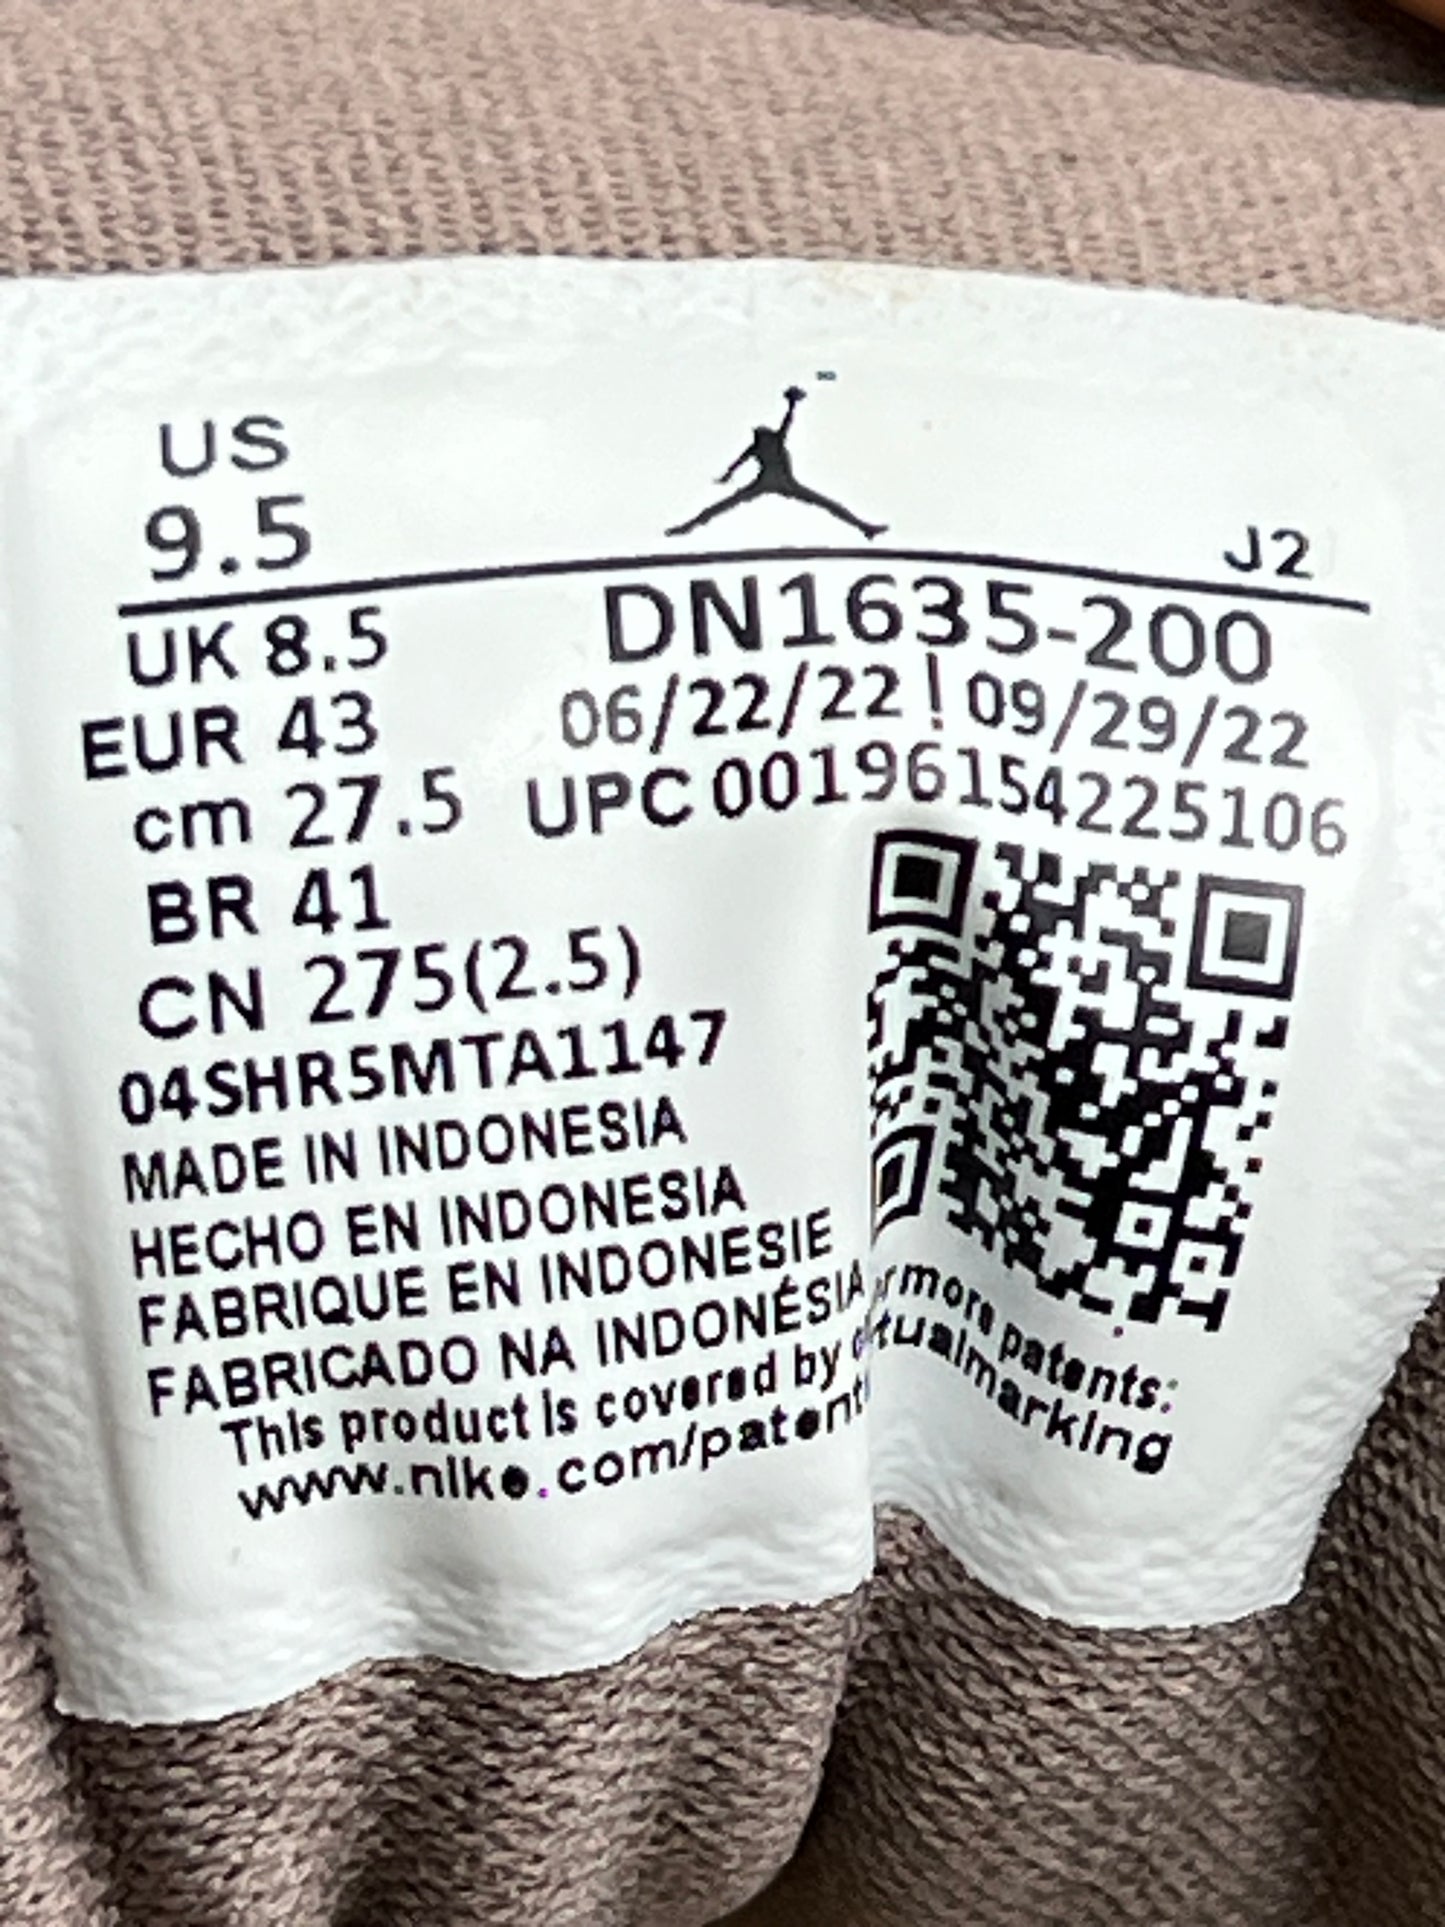 US
9.5
J2
UK 8.5
DN1635-200
EUR 43
06/22/22 ! 09/29/22
cm 27.5
UPC 00196154225106
BR 41
CN 275(2.5)
04SHR5MTA1147
MADE IN INDONESIA
HECHO EN INDONESIA
FABRIQUE EN INDONESIE
FABRICADO NA INDONÉSIA
This product is covered by more patents:
www.nike.com/patent